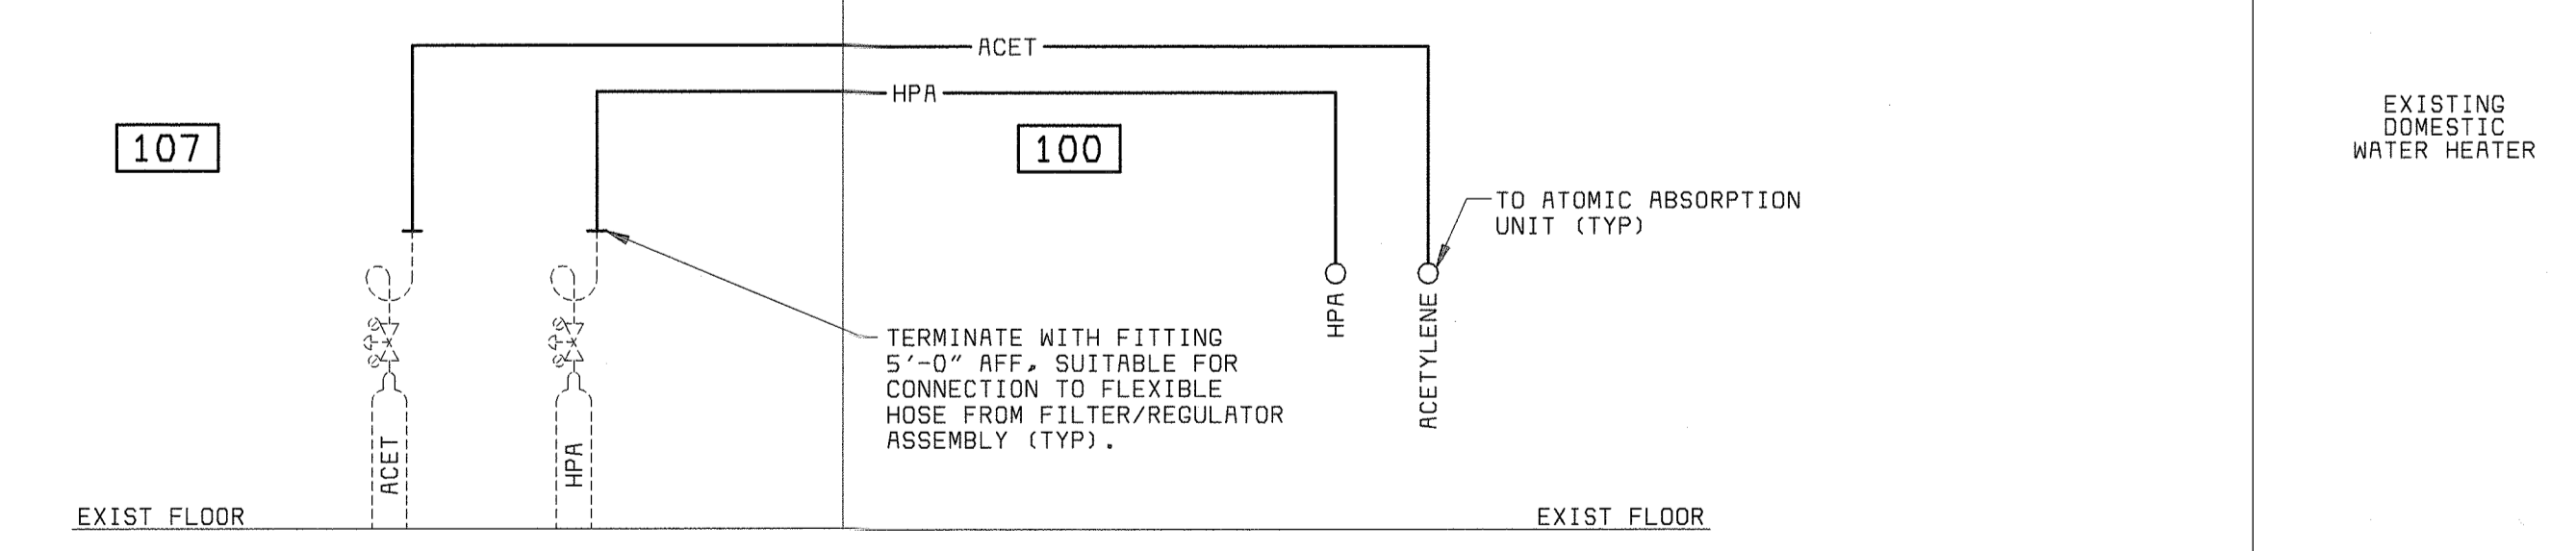 ACET
HPA
107
100
EXISTING
DOMESTIC
WATER HEATER
TO ATOMIC ABSORPTION
UNIT (TYP)
HPA
ACETYLENE
TERMINATE WITH FITTING
5'-0" AFF, SUITABLE FOR
CONNECTION TO FLEXIBLE
HOSE FROM FILTER/REGULATOR
ASSEMBLY (TYP).
ACET
HPA
EXIST FLOOR
EXIST FLOOR